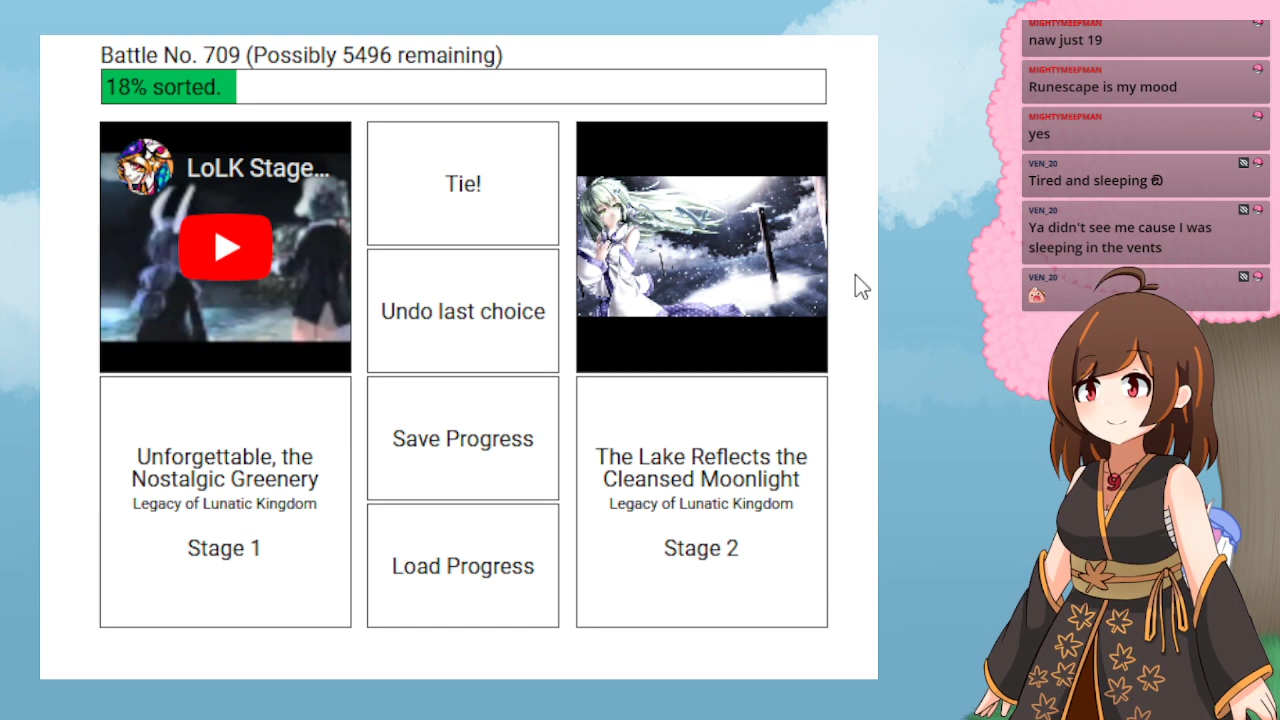 Battle No. 709 (Possibly 5496 remaining)
18% sorted.
LoLK Stage...
Tie!
Undo last choice
Save Progress
Load Progress
Unforgettable, the
Nostalgic Greenery
Legacy of Lunatic Kingdom
Stage 1
The Lake Reflects the
Cleansed Moonlight
Legacy of Lunatic Kingdom
Stage 2
MIGHTYMEEPMAN
naw just 19
MIGHTYMEEPMAN
Runescape is my mood
MIGHTYMEEPMAN
yes
VEN_20
Tired and sleeping ඞ
VEN_20
Ya didn't see me cause I was
sleeping in the vents
VEN_20